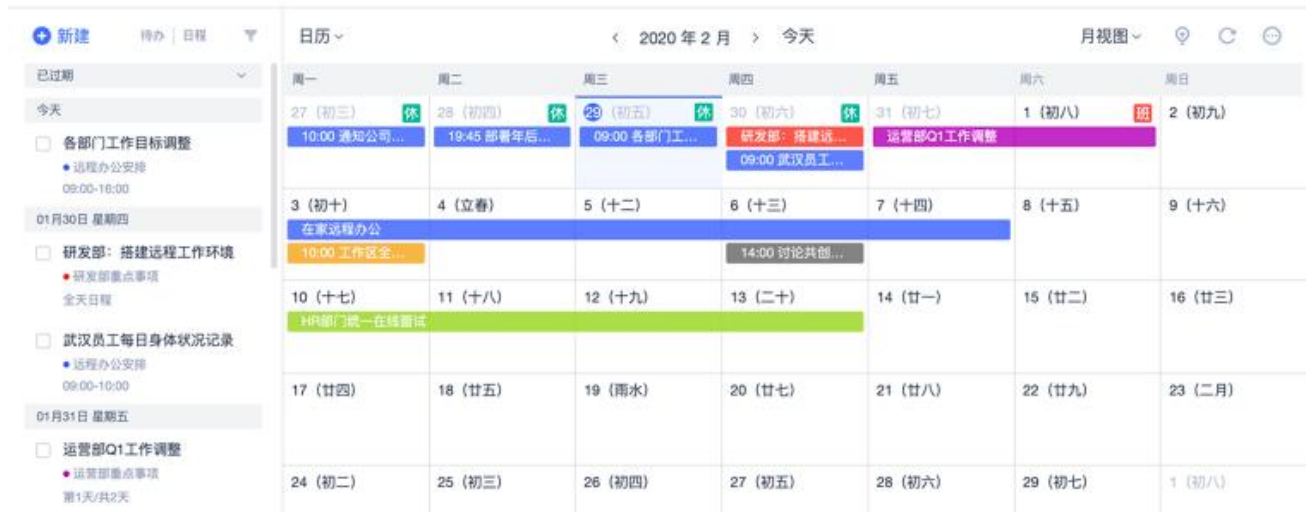 新建 待办 | 日程
日历 < 2020 年 2 月 > 今天 月视图
已过期
今天
各部门工作目标调整
远程办公安排
09:00-16:00
01月30日 星期四
研发部：搭建远程工作环境
研发部重点事项
全天日程
武汉员工每日身体状况记录
远程办公安排
09:00-10:00
01月31日 星期五
运营部Q1工作调整
运营部重点事项
第1天/共2天
周一 周二 周三 周四 周五 周六 周日
27（初三） 休 28（初四） 休 29（初五） 休 30（初六） 休 31（初七） 1（初八） 班 2（初九）
10:00 通知公司... 19:45 部署年后... 09:00 各部门工... 研发部：搭建远... 运营部Q1工作调整
09:00 武汉员工...
3（初十） 4（立春） 5（十二） 6（十三） 7（十四） 8（十五） 9（十六）
在家远程办公
10:00 工作区全... 14:00 讨论共创...
10（十七） 11（十八） 12（十九） 13（二十） 14（廿一） 15（廿二） 16（廿三）
HR部门统一在线面试
17（廿四） 18（廿五） 19（雨水） 20（廿七） 21（廿八） 22（廿九） 23（二月）
24（初二） 25（初三） 26（初四） 27（初五） 28（初六） 29（初七） 1（初八）